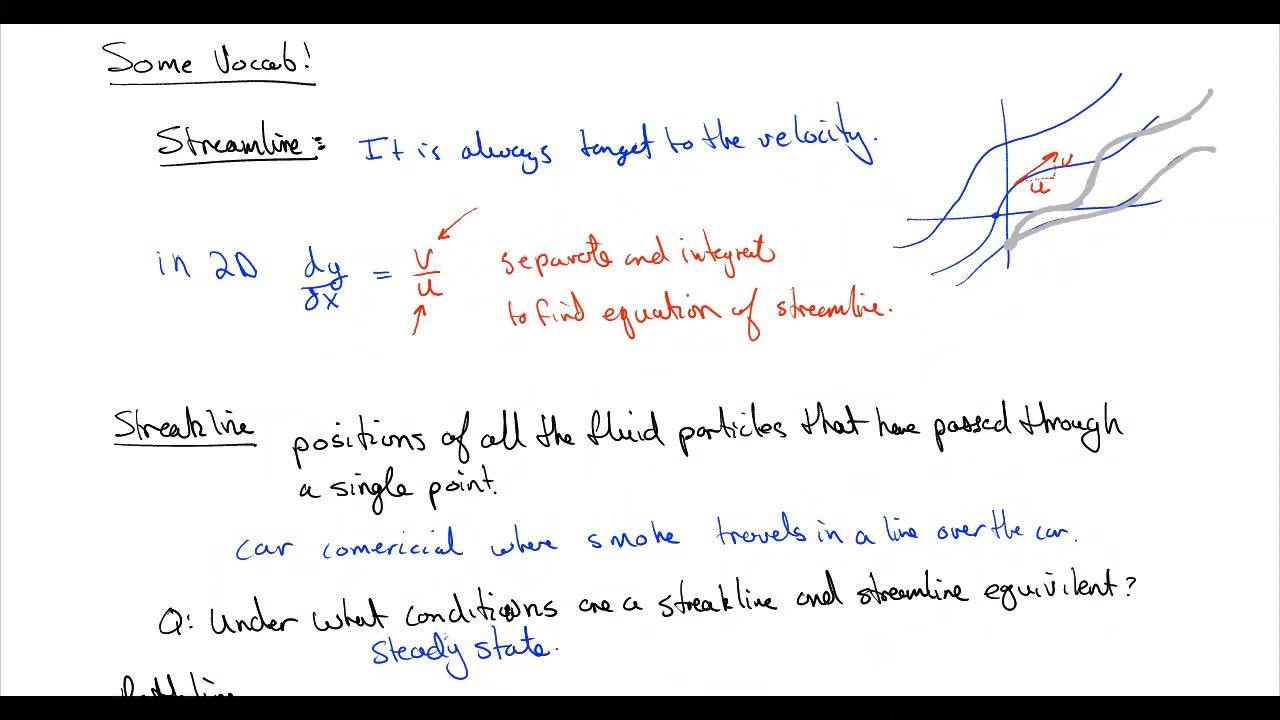 Some Vocab!
Streamline: It is always tanget to the velocity.
v
u
in 2D dy/dx = v/u separate and integrat
to find equation of streamline.
Streakline positions of all the fluid particles that have passed through
a single point.
car comericial where smoke travels in a line over the car.
Q: Under what conditions are a streakline and streamline equivilent?
steady state.
Pathline